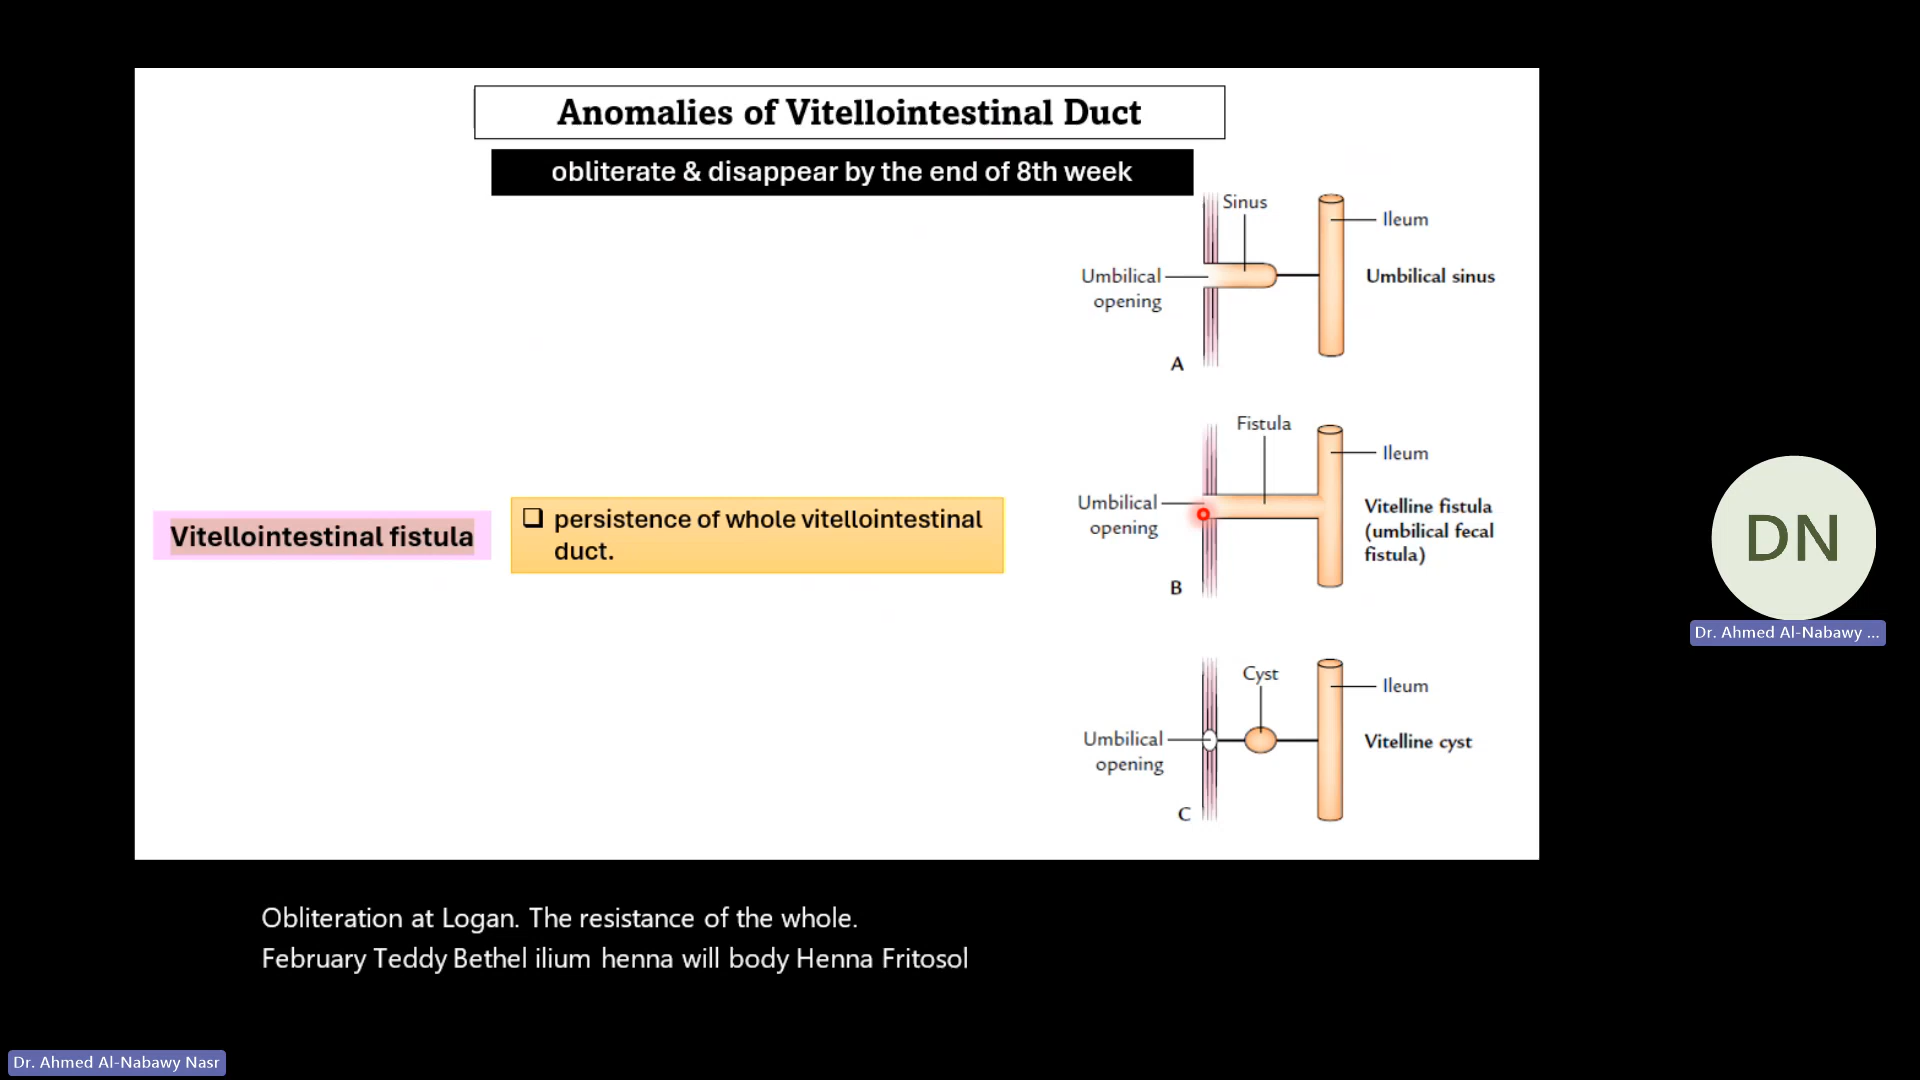 Anomalies of Vitellointestinal Duct
obliterate & disappear by the end of 8th week
Sinus
Ileum
Umbilical
opening
Umbilical sinus
A
Fistula
Ileum
Umbilical
opening
Vitelline fistula
(umbilical fecal
fistula)
B
Vitellointestinal fistula
persistence of whole vitellointestinal
duct.
Cyst
Ileum
Umbilical
opening
Vitelline cyst
C
DN
Dr. Ahmed Al-Nabawy ...
Obliteration at Logan. The resistance of the whole.
February Teddy Bethel ilium henna will body Henna Fritosol
Dr. Ahmed Al-Nabawy Nasr